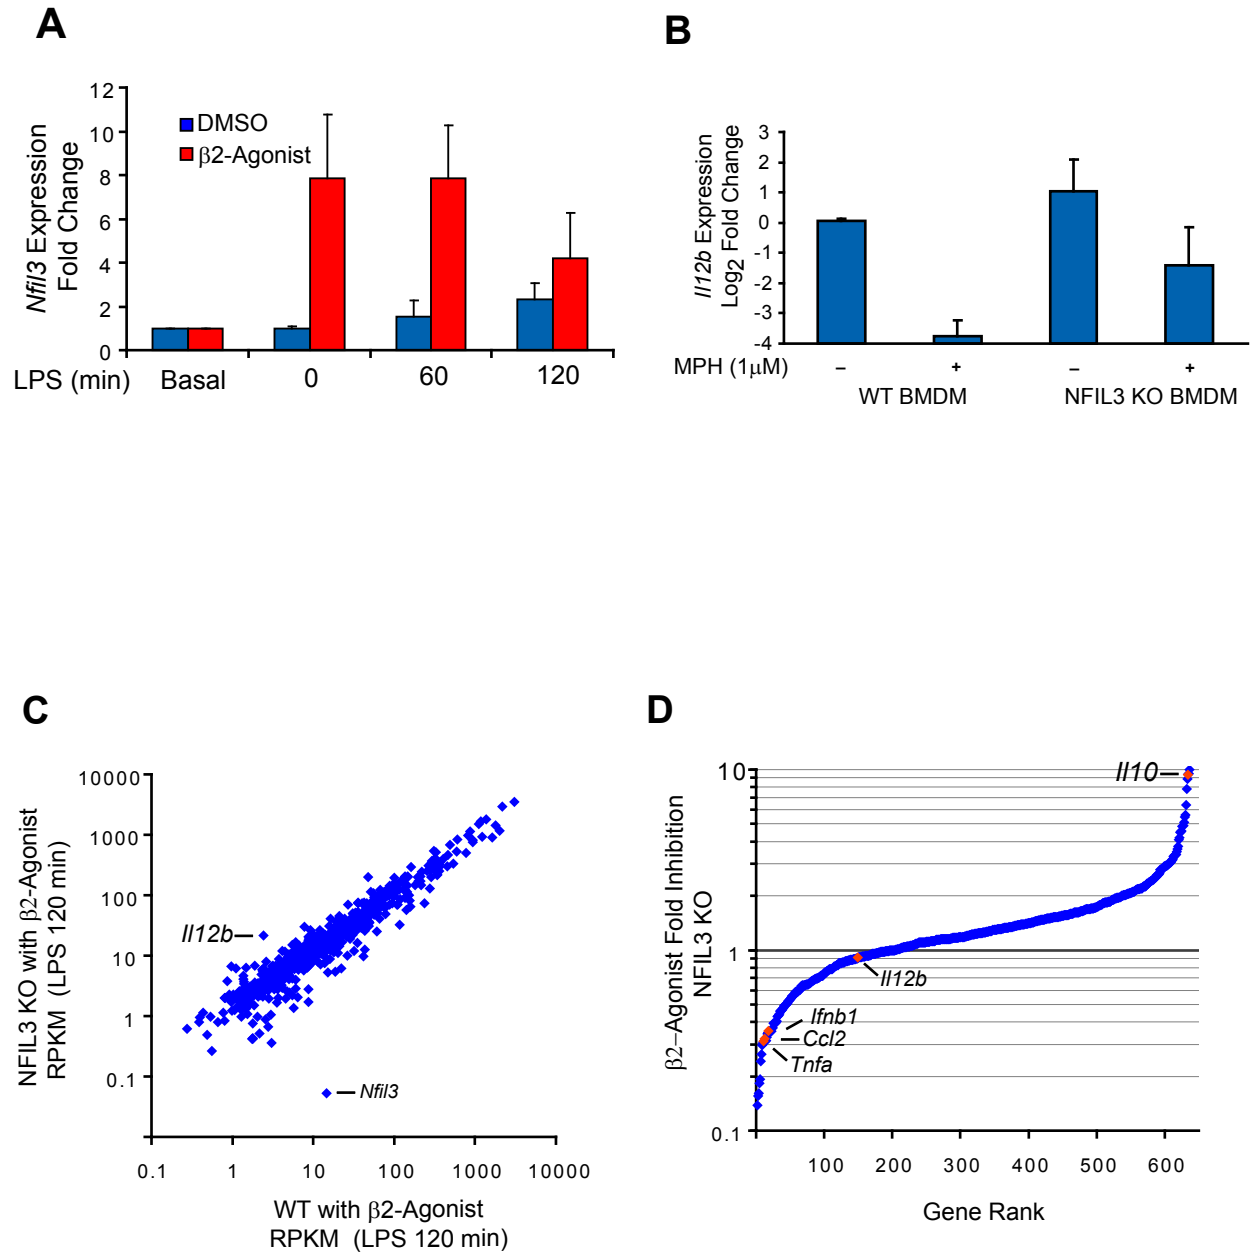 A
Nfil3 Expression
Fold Change
12
10
8
6
4
2
0
DMSO
β2-Agonist
LPS (min)
Basal
0
60
120
B
Il12b Expression
Log2 Fold Change
3
2
1
0
-1
-2
-3
-4
MPH (1μM)
–
+
–
+
WT BMDM
NFIL3 KO BMDM
C
NFIL3 KO with β2-Agonist
RPKM (LPS 120 min)
10000
1000
100
10
1
0.1
Il12b
Nfil3
0.1
1
10
100
1000
10000
WT with β2-Agonist
RPKM (LPS 120 min)
D
β2–Agonist Fold Inhibition
NFIL3 KO
10
1
0.1
Il10
Il12b
Ifnb1
Ccl2
Tnfa
100
200
300
400
500
600
Gene Rank